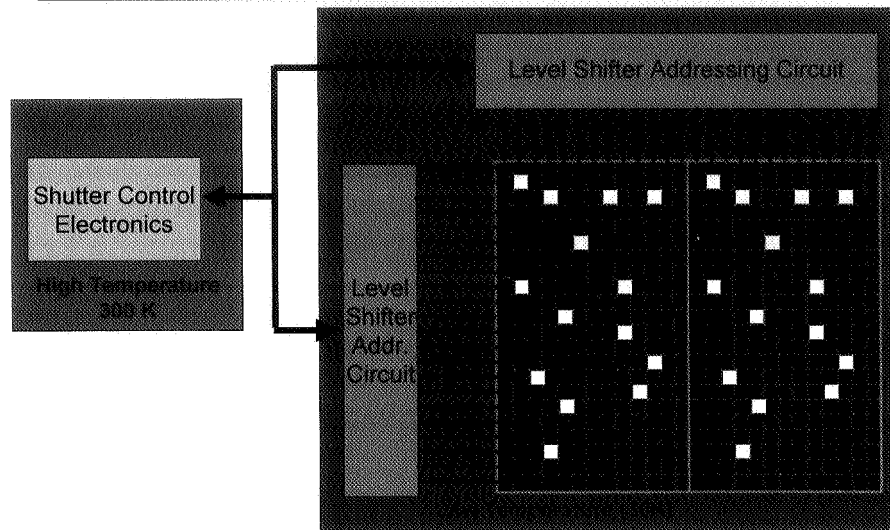 Level Shifter Addressing Circuit
Shutter Control
Electronics
High Temperature
300 K
Level
Shifter
Addr.
Circuit